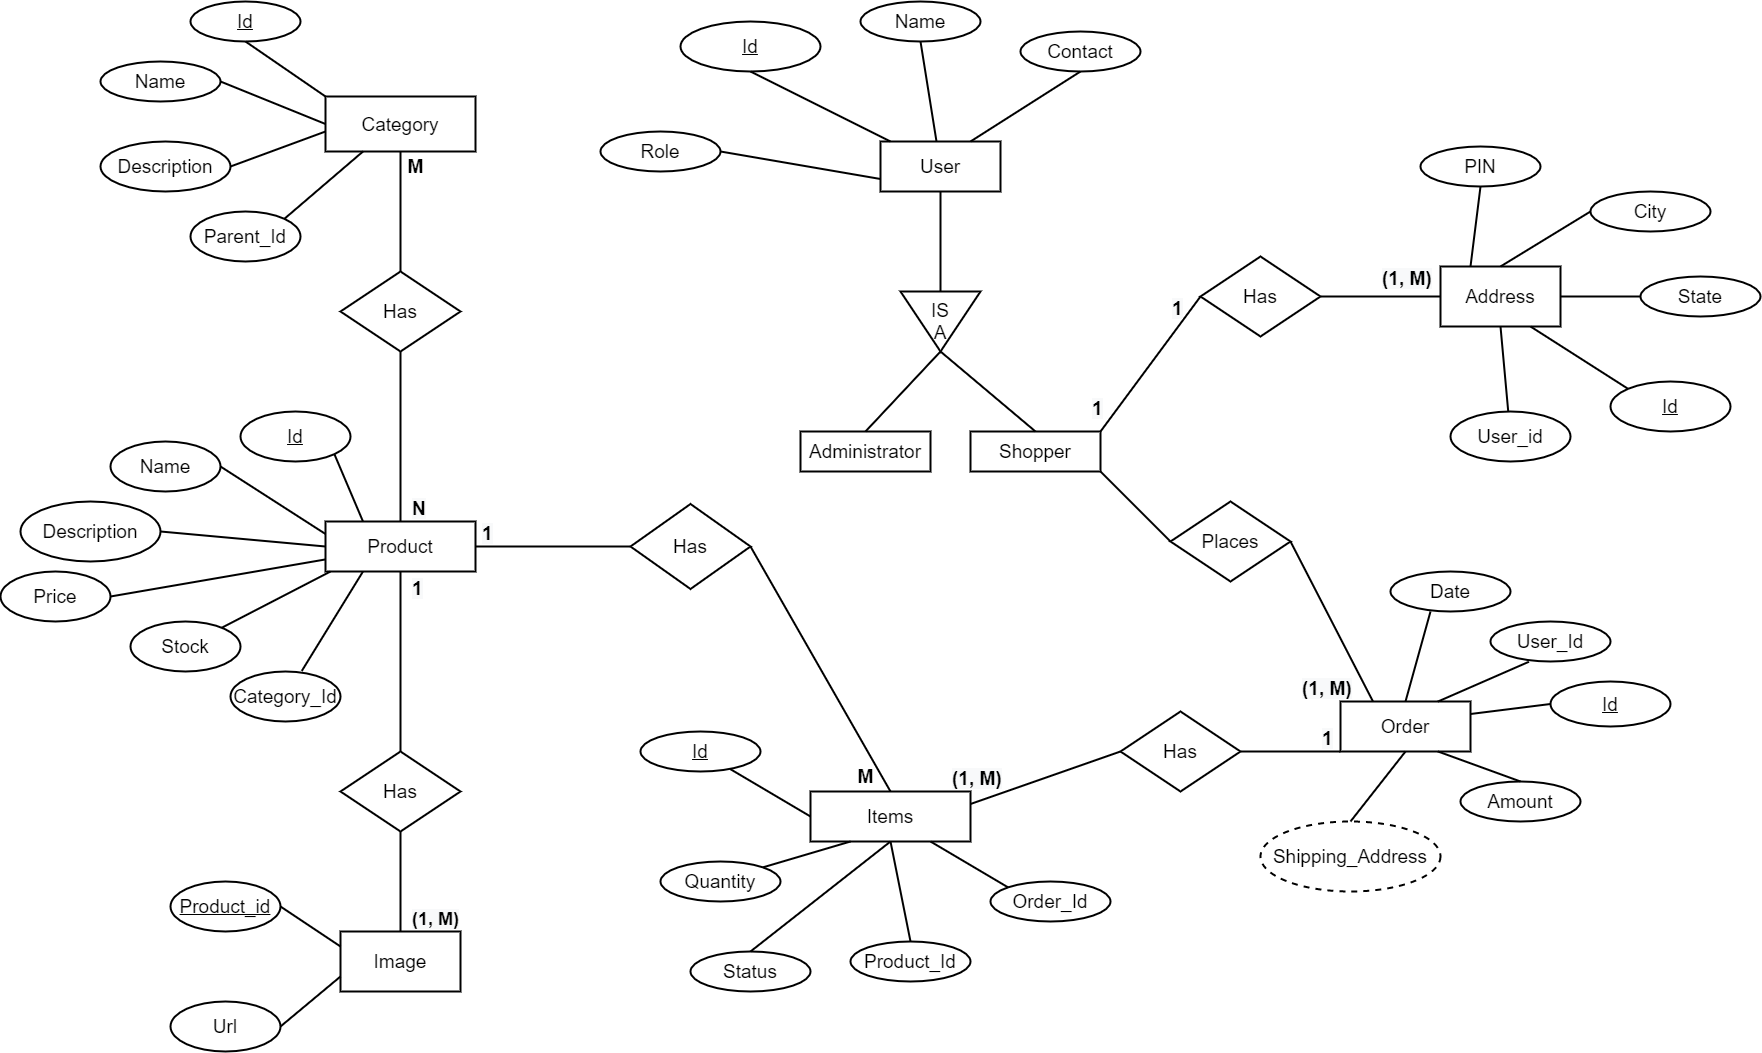 Id
Name
Description
Parent_Id
Category
M
Has
N
Id
Name
Description
Price
Stock
Category_Id
Product
1
1
Has
(1, M)
Product_id
Url
Image
Id
Name
Contact
Role
User
IS
A
Administrator
Shopper
1
1
Has
(1, M)
PIN
City
State
Id
User_id
Address
Places
(1, M)
Date
User_Id
Id
Amount
Shipping_Address
Order
1
Has
(1, M)
Has
M
Id
Quantity
Status
Product_Id
Order_Id
Items